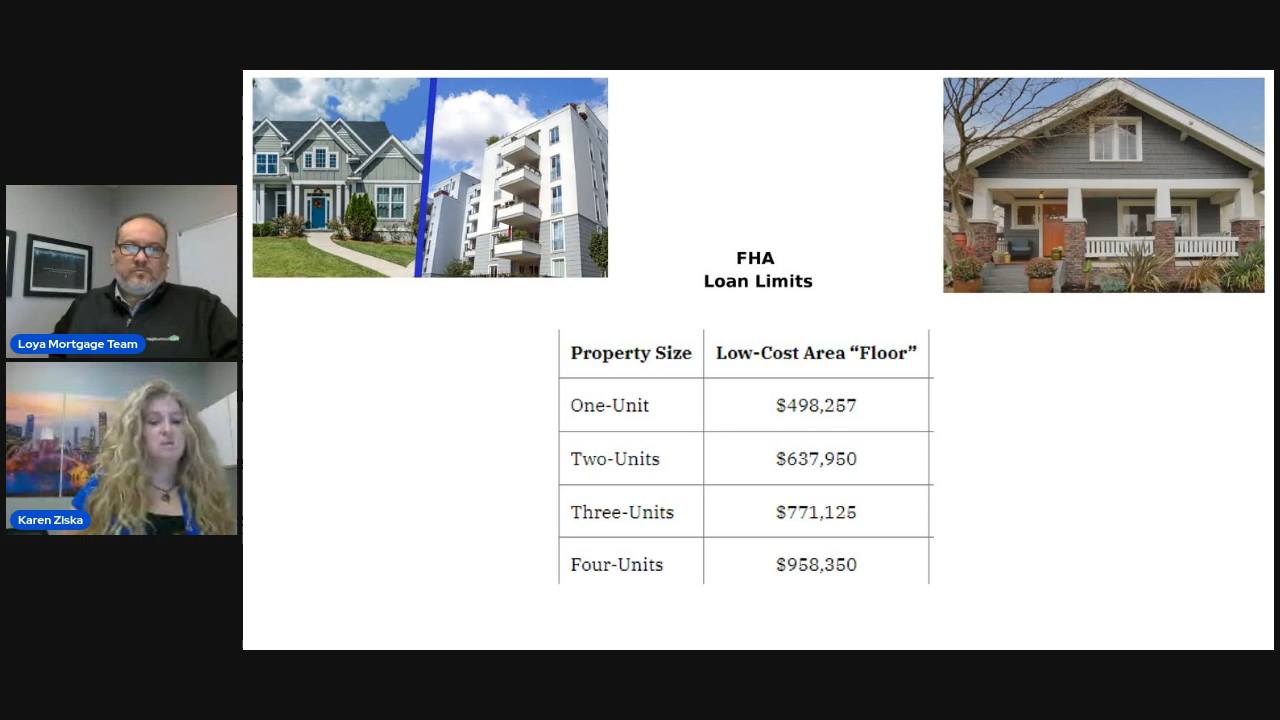 Loya Mortgage Team
Karen Ziska
FHA
Loan Limits
Property Size Low-Cost Area “Floor”
One-Unit $498,257
Two-Units $637,950
Three-Units $771,125
Four-Units $958,350